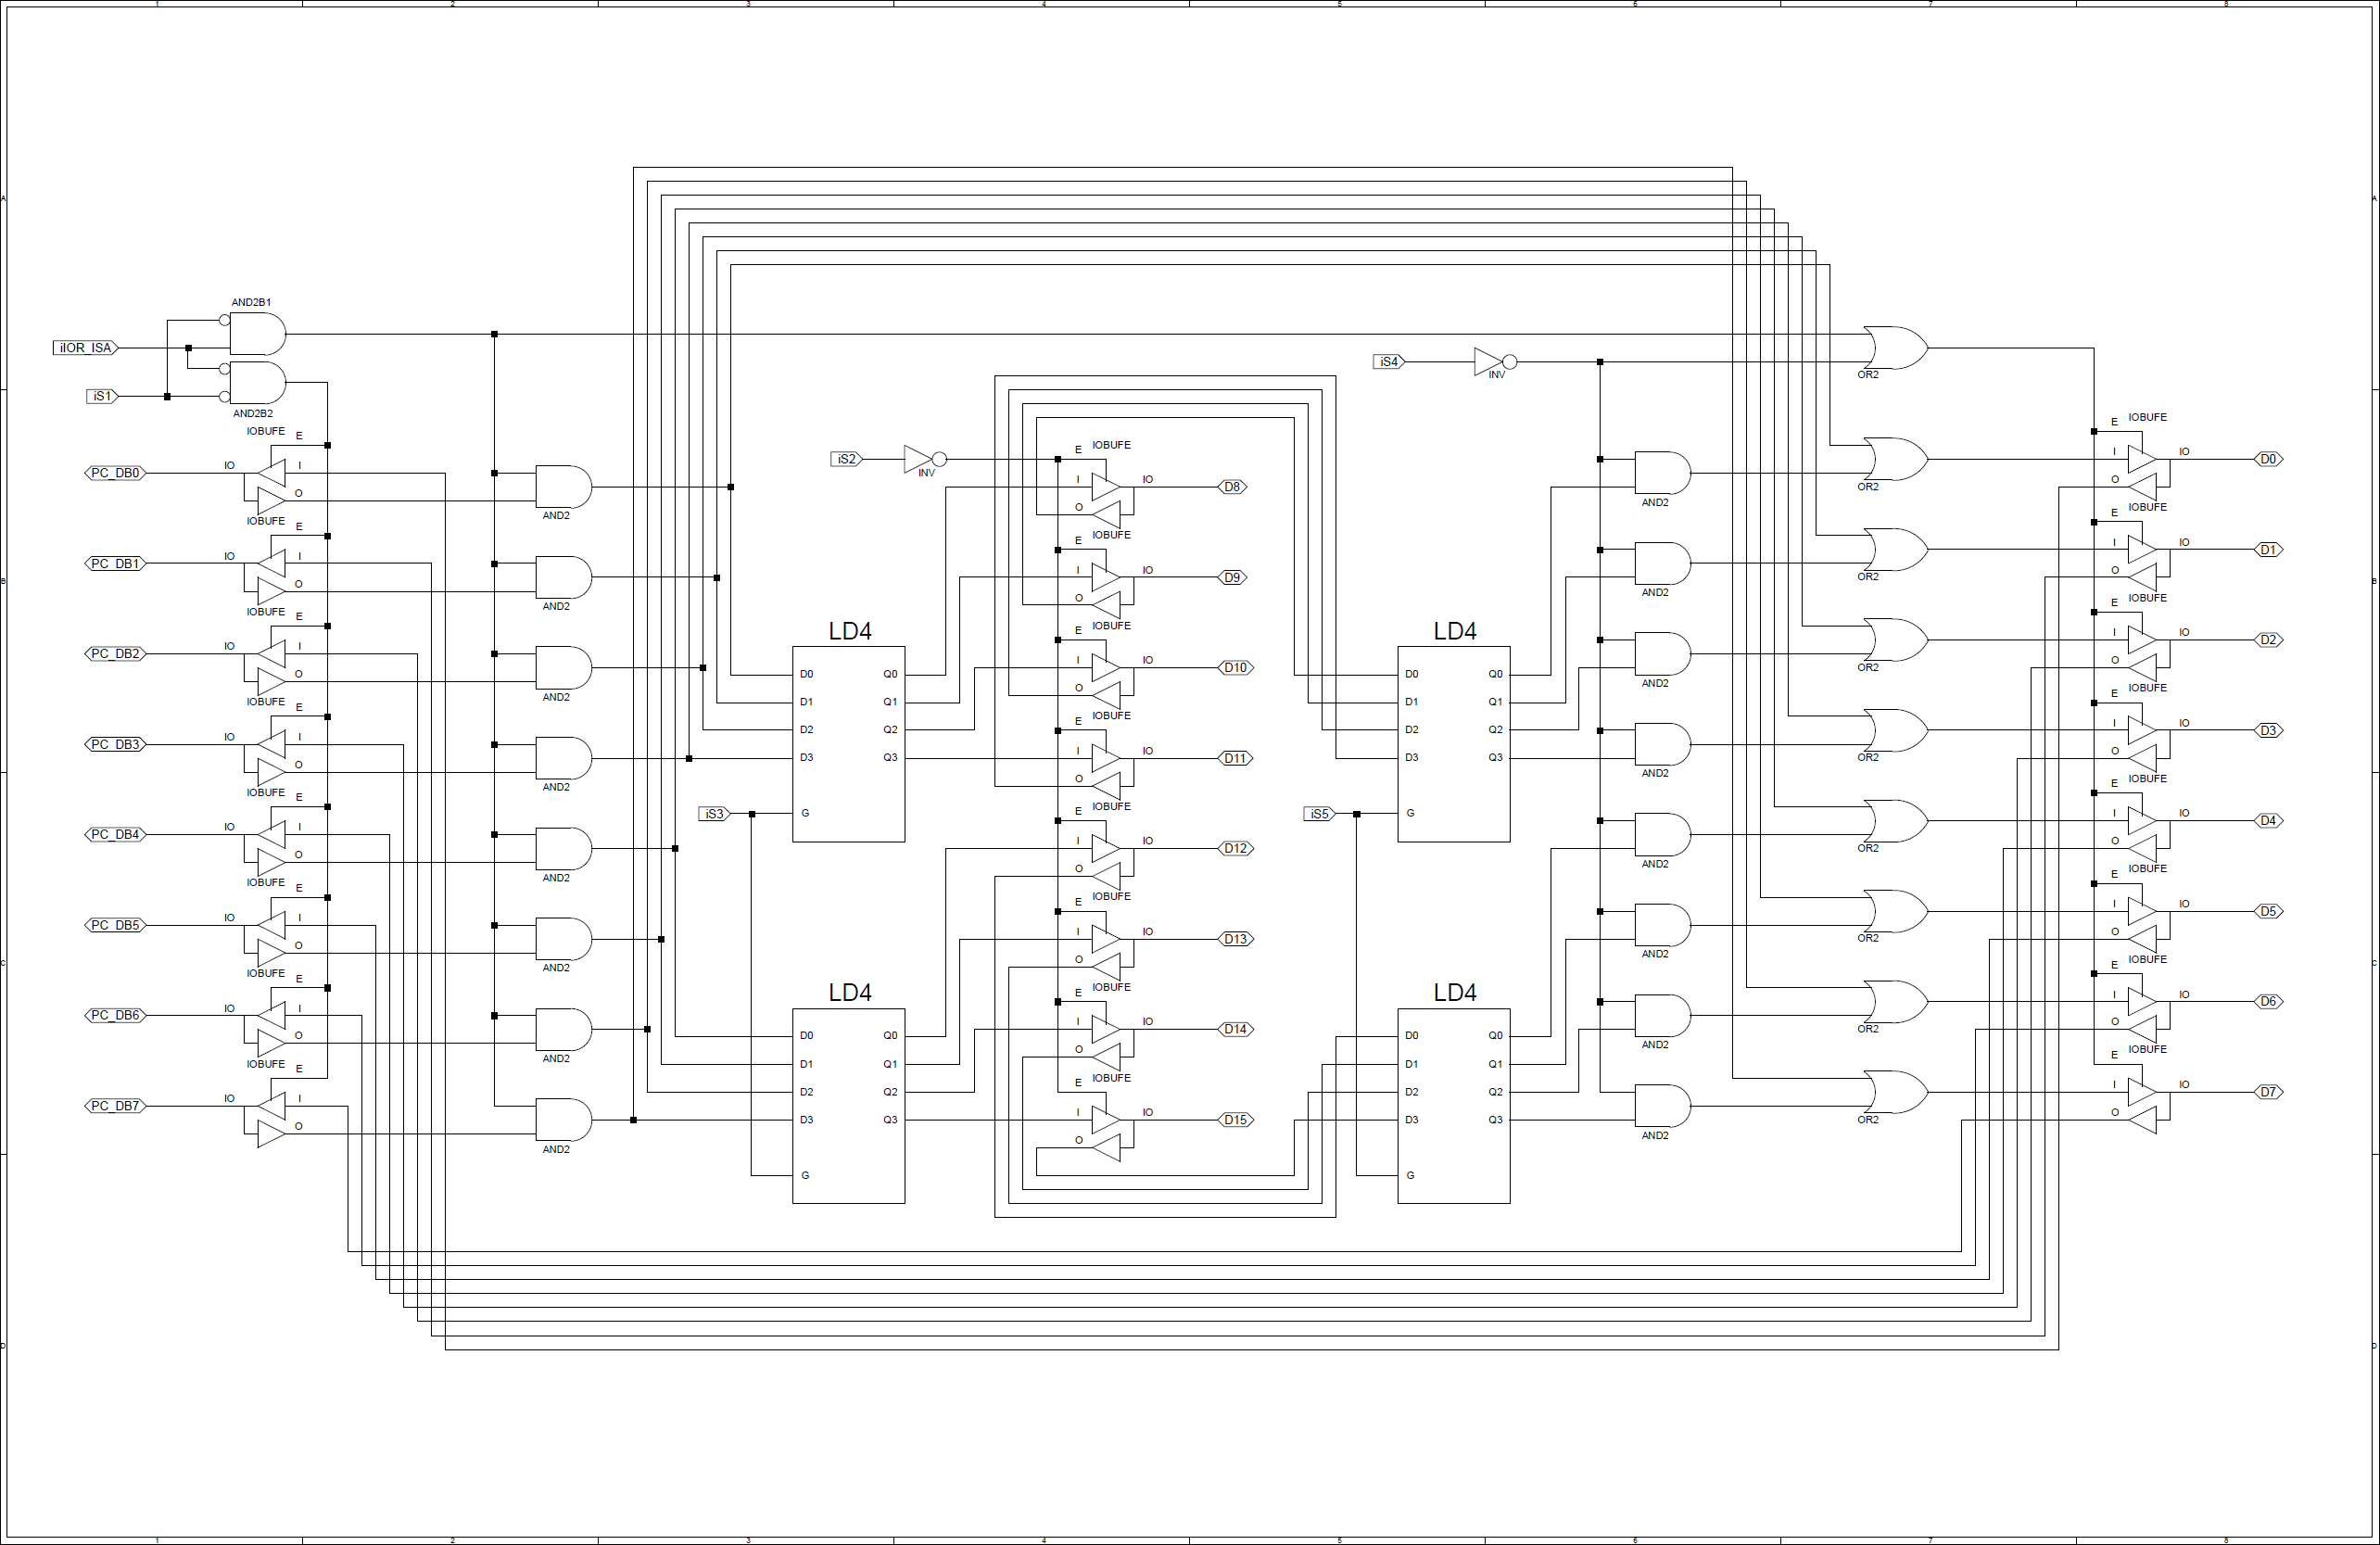 1 2 3 4 5 6 7 8
A A
B B
C C
D D
AND2B1
iIOR_ISA
iS1
AND2B2
IOBUFE
E
PC_DB0 IO I
O
IOBUFE
E
PC_DB1 IO I
O
IOBUFE
E
PC_DB2 IO I
O
IOBUFE
E
PC_DB3 IO I
O
IOBUFE
E
PC_DB4 IO I
O
IOBUFE
E
PC_DB5 IO I
O
IOBUFE
E
PC_DB6 IO I
O
IOBUFE
E
PC_DB7 IO I
O
AND2
AND2
AND2
AND2
AND2
AND2
AND2
AND2
LD4
D0 Q0
D1 Q1
D2 Q2
D3 Q3
iS3 G
LD4
D0 Q0
D1 Q1
D2 Q2
D3 Q3
G
iS2
INV
E IOBUFE
I IO D8
O
IOBUFE
E
I IO D9
O
IOBUFE
E
I IO D10
O
IOBUFE
E
I IO D11
O
IOBUFE
E
I IO D12
O
IOBUFE
E
I IO D13
O
IOBUFE
E
I IO D14
O
IOBUFE
E
I IO D15
O
iS4
INV
LD4
D0 Q0
D1 Q1
D2 Q2
D3 Q3
iS5 G
LD4
D0 Q0
D1 Q1
D2 Q2
D3 Q3
G
AND2
AND2
AND2
AND2
AND2
AND2
AND2
AND2
OR2
OR2
OR2
OR2
OR2
OR2
OR2
OR2
OR2
E IOBUFE
I IO D0
O
IOBUFE
E
I IO D1
O
IOBUFE
E
I IO D2
O
IOBUFE
E
I IO D3
O
IOBUFE
E
I IO D4
O
IOBUFE
E
I IO D5
O
IOBUFE
E
I IO D6
O
IOBUFE
E
I IO D7
O
1 2 3 4 5 6 7 8